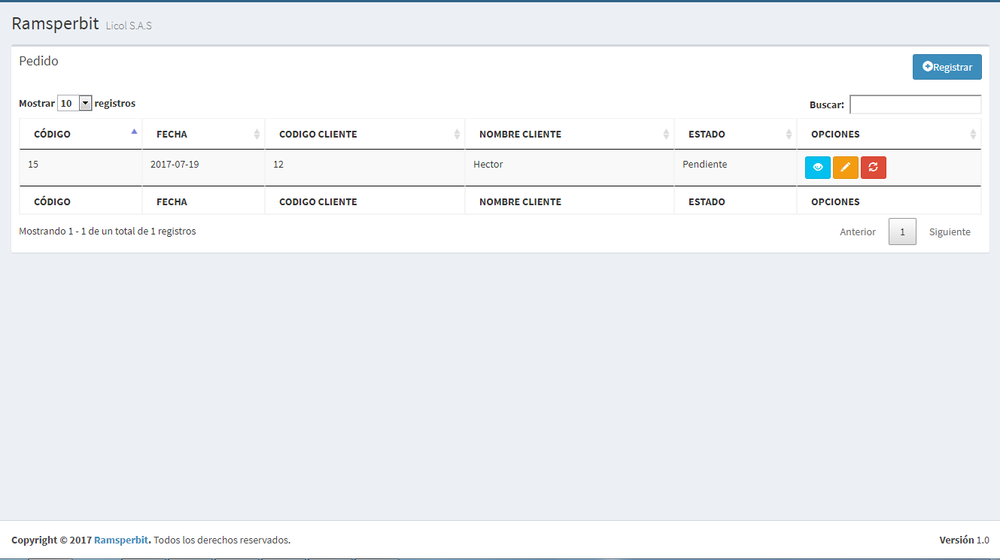 Ramsperbit Licol S.A.S
Pedido
Registrar
Mostrar 10 registros
Buscar:
CÓDIGO FECHA CODIGO CLIENTE NOMBRE CLIENTE ESTADO OPCIONES
15 2017-07-19 12 Hector Pendiente
CÓDIGO FECHA CODIGO CLIENTE NOMBRE CLIENTE ESTADO OPCIONES
Mostrando 1 - 1 de un total de 1 registros
Anterior 1 Siguiente
Copyright © 2017 Ramsperbit. Todos los derechos reservados.
Versión 1.0